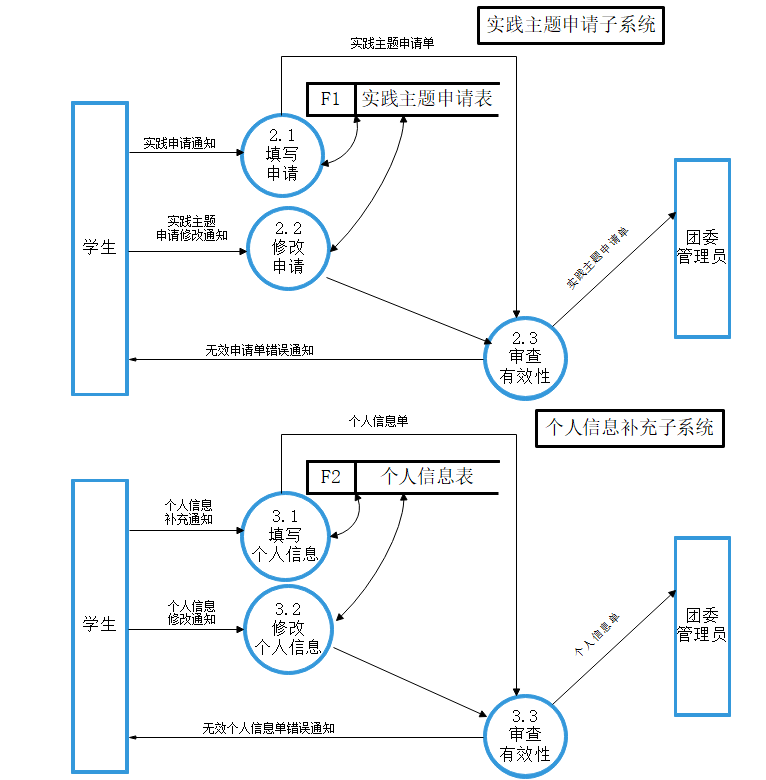 实践主题申请子系统
实践主题申请单
F1 实践主题申请表
实践申请通知
2.1
填写
申请
实践主题
申请修改通知
2.2
修改
申请
学生
团委
管理员
实践主题申请单
无效申请单错误通知
2.3
审查
有效性
个人信息补充子系统
个人信息单
F2 个人信息表
个人信息
补充通知
3.1
填写
个人信息
个人信息
修改通知
3.2
修改
个人信息
学生
团委
管理员
个人信息单
无效个人信息单错误通知
3.3
审查
有效性